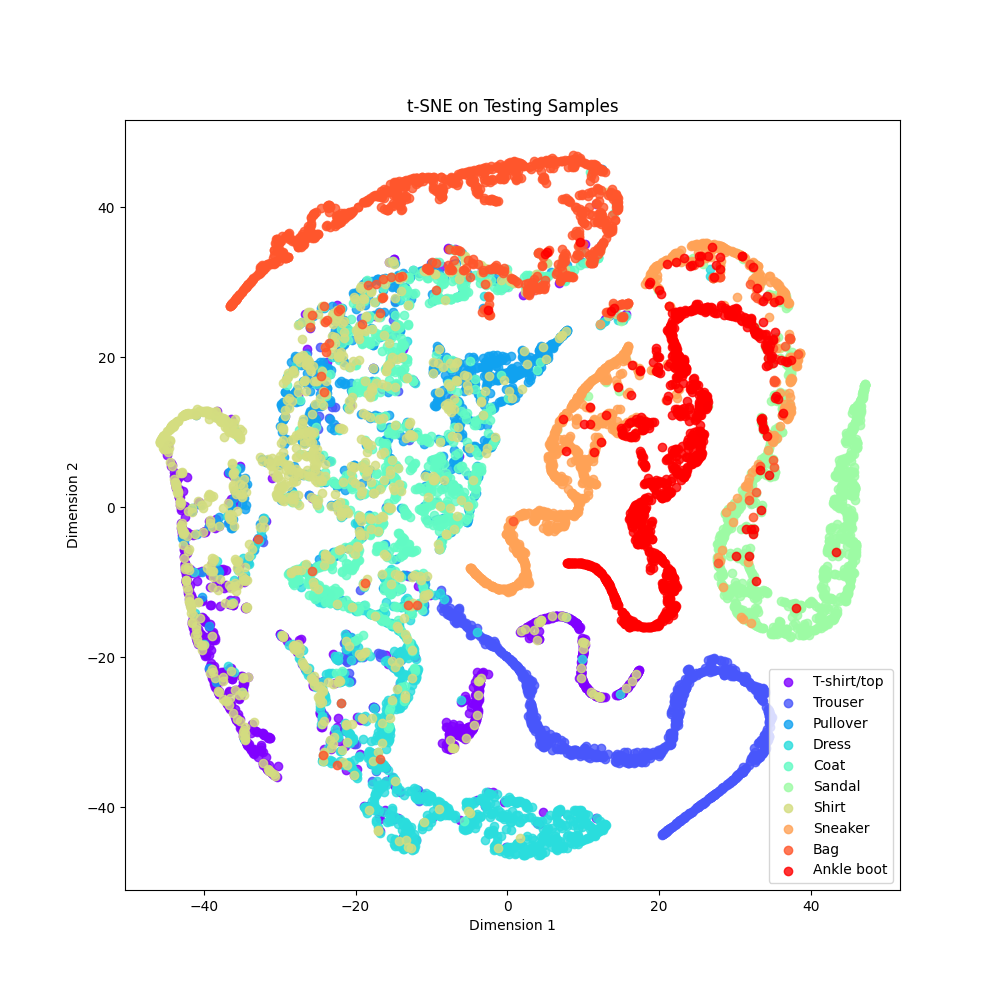 t-SNE on Testing Samples
Dimension 2
40
20
0
−20
−40
−40
−20
0
20
40
Dimension 1
T-shirt/top
Trouser
Pullover
Dress
Coat
Sandal
Shirt
Sneaker
Bag
Ankle boot